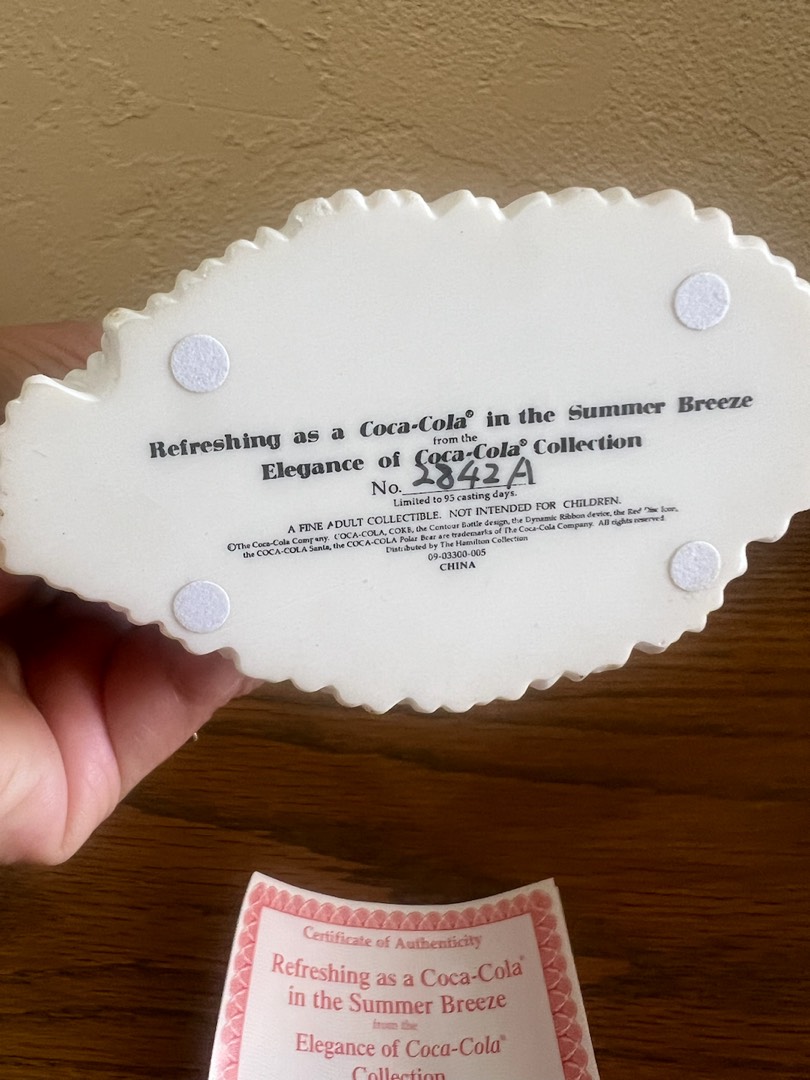 Refreshing as a Coca-Cola® in the Summer Breeze
from the
Elegance of Coca-Cola® Collection
No. 2842A
Limited to 95 casting days.
A FINE ADULT COLLECTIBLE. NOT INTENDED FOR CHILDREN.
©The Coca-Cola Company. COCA-COLA, COKE, the Contour Bottle design, the Dynamic Ribbon device, the Red Disc Icon,
the COCA-COLA Santa, the COCA-COLA Polar Bear are trademarks of The Coca-Cola Company. All rights reserved.
Distributed by The Hamilton Collection
09-03300-005
CHINA
Certificate of Authenticity
Refreshing as a Coca-Cola®
in the Summer Breeze
from the
Elegance of Coca-Cola®
Collection